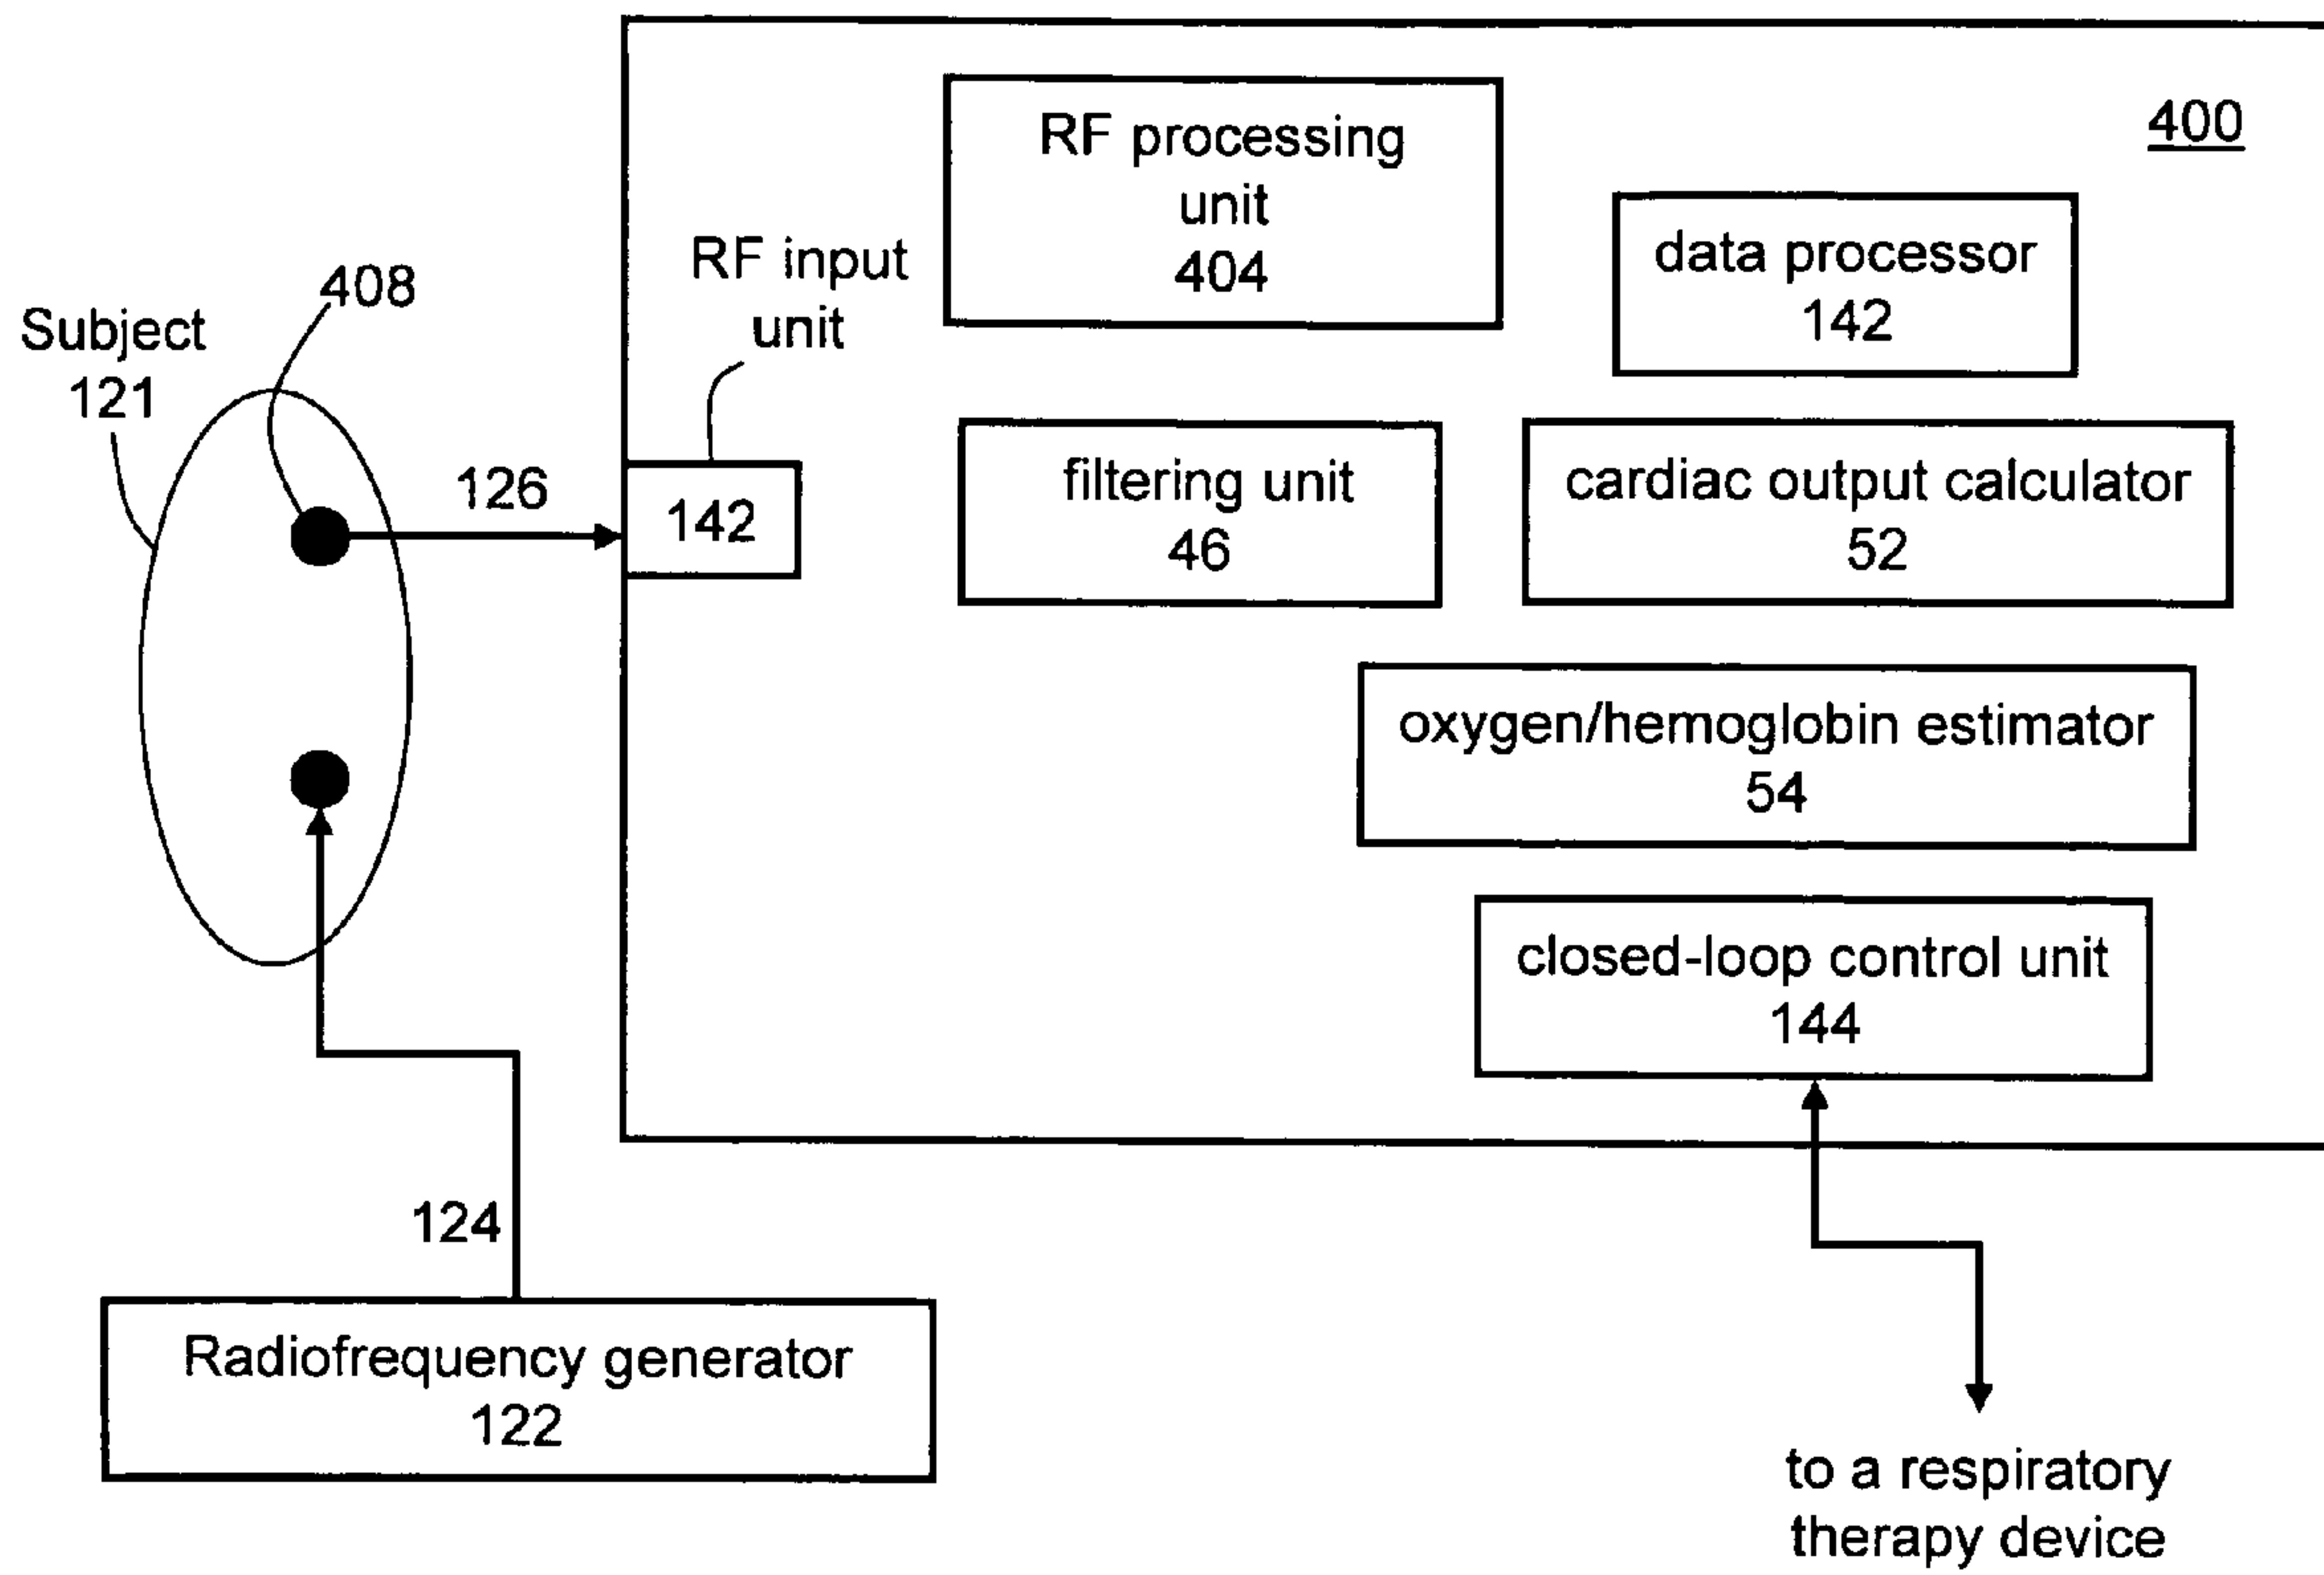 400
RF processing
unit
404
data processor
142
RF input
unit
408
Subject
121
126
142
filtering unit
46
cardiac output calculator
52
oxygen/hemoglobin estimator
54
closed-loop control unit
144
124
Radiofrequency generator
122
to a respiratory
therapy device